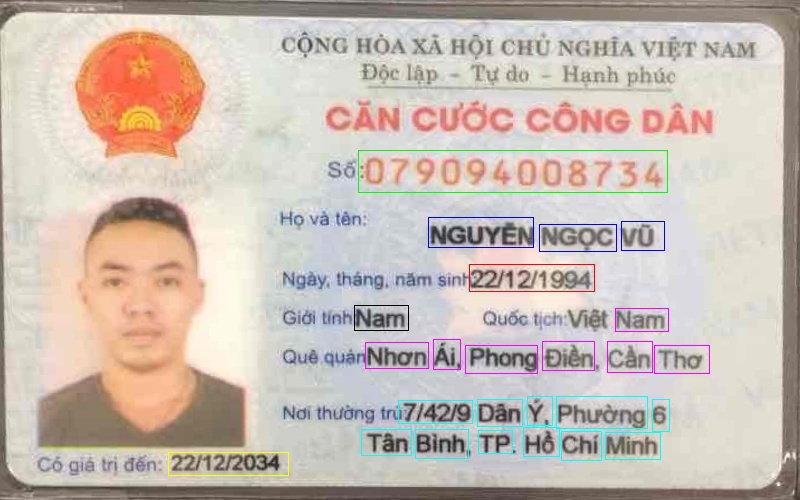 CỘNG HÒA XÃ HỘI CHỦ NGHĨA VIỆT NAM
Độc lập - Tự do - Hạnh phúc
CĂN CƯỚC CÔNG DÂN
Số: 079094008734
Họ và tên: NGUYỄN NGỌC VŨ
Ngày, tháng, năm sinh 22/12/1994
Giới tính Nam Quốc tịch: Việt Nam
Quê quán Nhơn Ái, Phong Điền, Cần Thơ
Nơi thường trú 7/42/9 Dân Ý, Phường 6
Tân Bình, TP. Hồ Chí Minh
Có giá trị đến: 22/12/2034